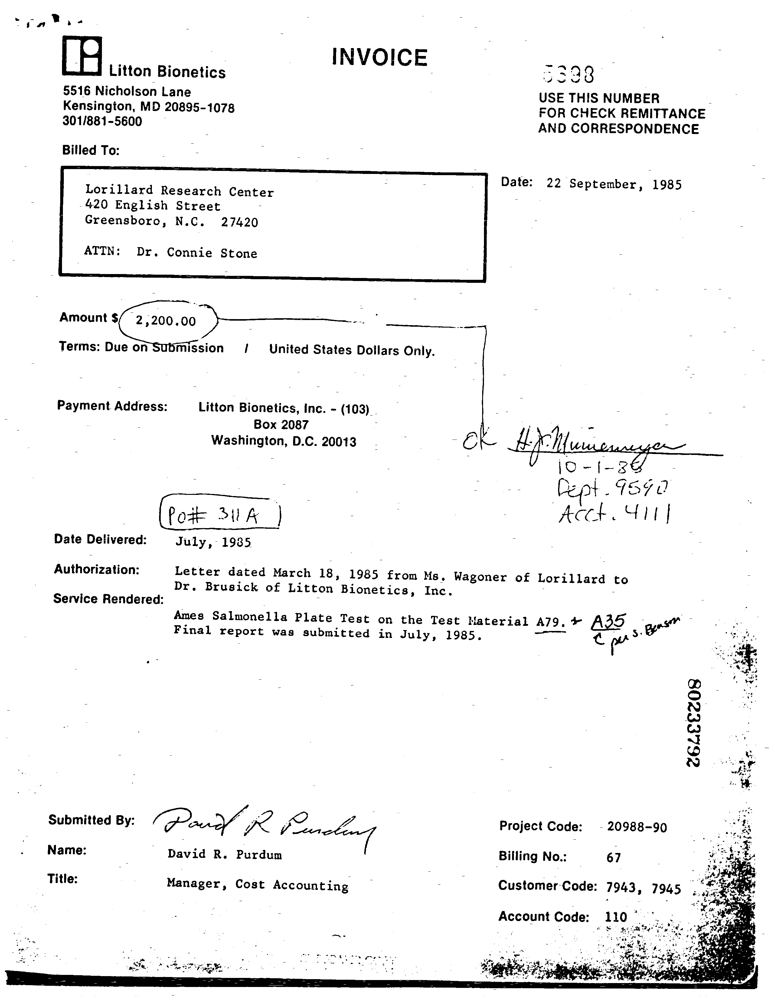 INVOICE
Litton Bionetics
5516 Nicholson Lane
Kensington, MD 20895-1078
301/881-5600
5398
USE THIS NUMBER
FOR CHECK REMITTANCE
AND CORRESPONDENCE
Billed To:
Date: 22 September, 1985
Lorillard Research Center
420 English Street
Greensboro, N.C. 27420
ATTN: Dr. Connie Stone
Amount $ 2,200.00
Terms: Due on Submission / United States Dollars Only.
Payment Address: Litton Bionetics, Inc. - (103)
Box 2087
Washington, D.C. 20013
OK H.J. Minnemeyer
10-1-86
Dept. 9590
Acct. 4111
PO# 311A
Date Delivered: July, 1985
Authorization: Letter dated March 18, 1985 from Ms. Wagoner of Lorillard to
Dr. Brusick of Litton Bionetics, Inc.
Service Rendered:
Ames Salmonella Plate Test on the Test Material A79. + A35
Final report was submitted in July, 1985.
per S. Benson
80233792
Submitted By: David R Purdum
Name: David R. Purdum
Title: Manager, Cost Accounting
Project Code: 20988-90
Billing No.: 67
Customer Code: 7943, 7945
Account Code: 110